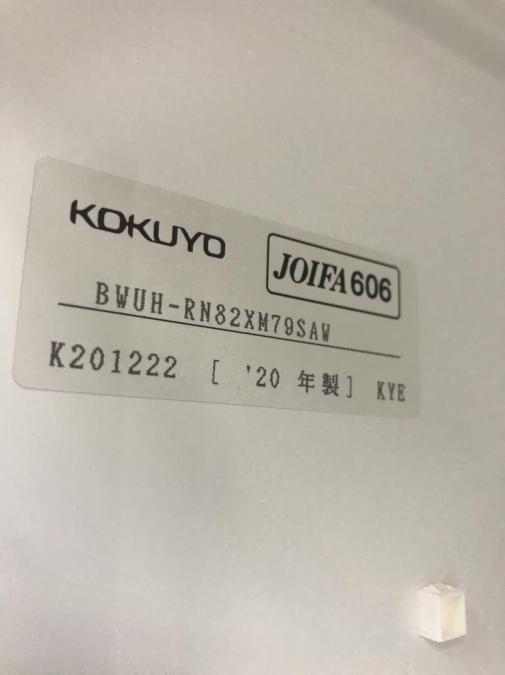 KOKUYO
JOIFA606
BWUH-RN82XM79SAW
K201222 [ '20 年製] KYE